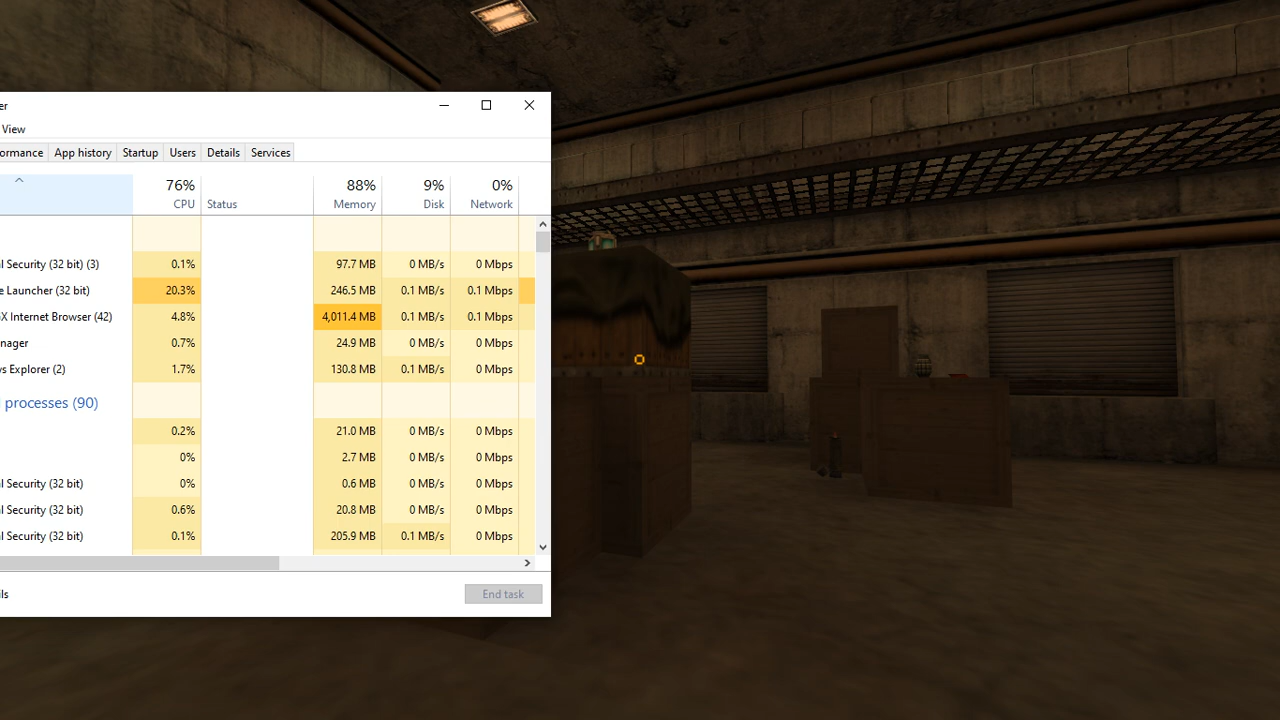 er
View
ormance App history Startup Users Details Services
76% 88% 9% 0%
CPU Status Memory Disk Network
l Security (32 bit) (3) 0.1% 97.7 MB 0 MB/s 0 Mbps
e Launcher (32 bit) 20.3% 246.5 MB 0.1 MB/s 0.1 Mbps
X Internet Browser (42) 4.8% 4,011.4 MB 0.1 MB/s 0.1 Mbps
nager 0.7% 24.9 MB 0 MB/s 0 Mbps
s Explorer (2) 1.7% 130.8 MB 0.1 MB/s 0 Mbps
processes (90)
0.2% 21.0 MB 0 MB/s 0 Mbps
0% 2.7 MB 0 MB/s 0 Mbps
l Security (32 bit) 0% 0.6 MB 0 MB/s 0 Mbps
l Security (32 bit) 0.6% 20.8 MB 0 MB/s 0 Mbps
l Security (32 bit) 0.1% 205.9 MB 0.1 MB/s 0 Mbps
ils End task